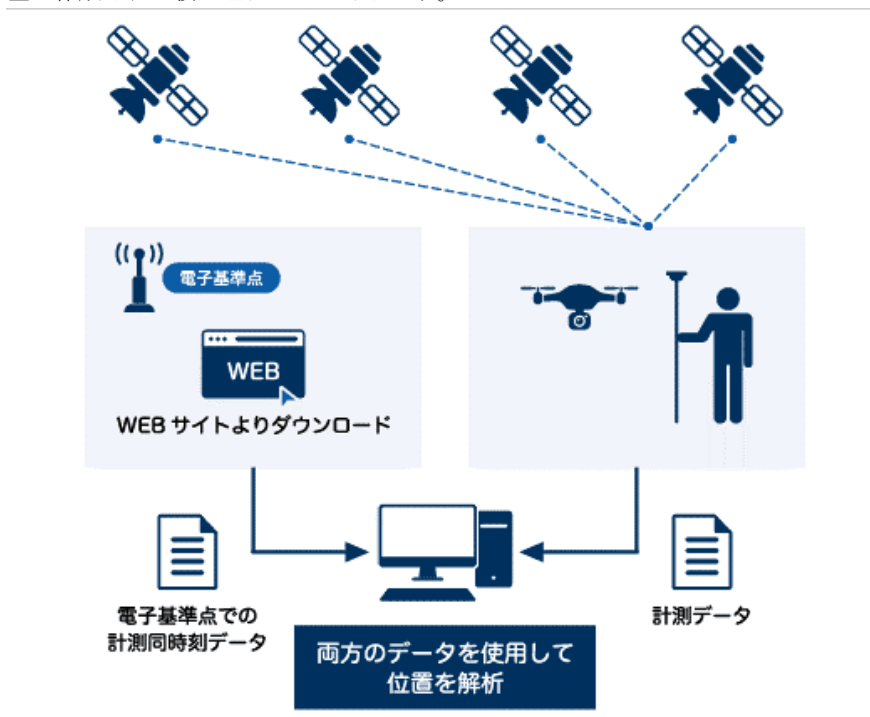 電子基準点
WEB
WEB サイトよりダウンロード
電子基準点での
計測同時刻データ
計測データ
両方のデータを使用して
位置を解析